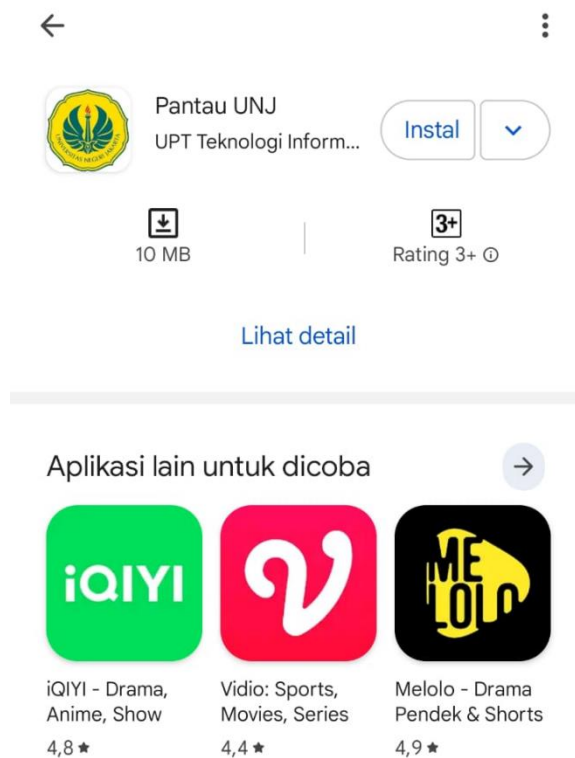 Pantau UNJ
UPT Teknologi Inform...
Instal
10 MB
3+
Rating 3+
Lihat detail
Aplikasi lain untuk dicoba
iQIYI
ME
LOLO
iQIYI - Drama,
Anime, Show
4,8 ★
Vidio: Sports,
Movies, Series
4,4 ★
Melolo - Drama
Pendek & Shorts
4,9 ★